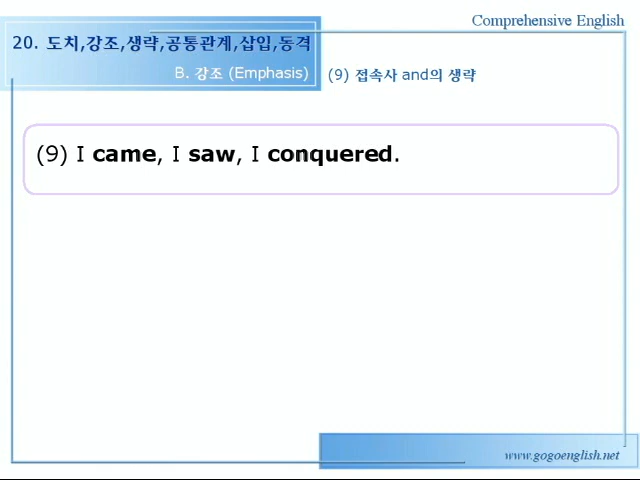 Comprehensive English
20. 도치,강조,생략,공통관계,삽입,동격
B. 강조 (Emphasis)
(9) 접속사 and의 생략
(9) I came, I saw, I conquered.
www.gogoenglish.net